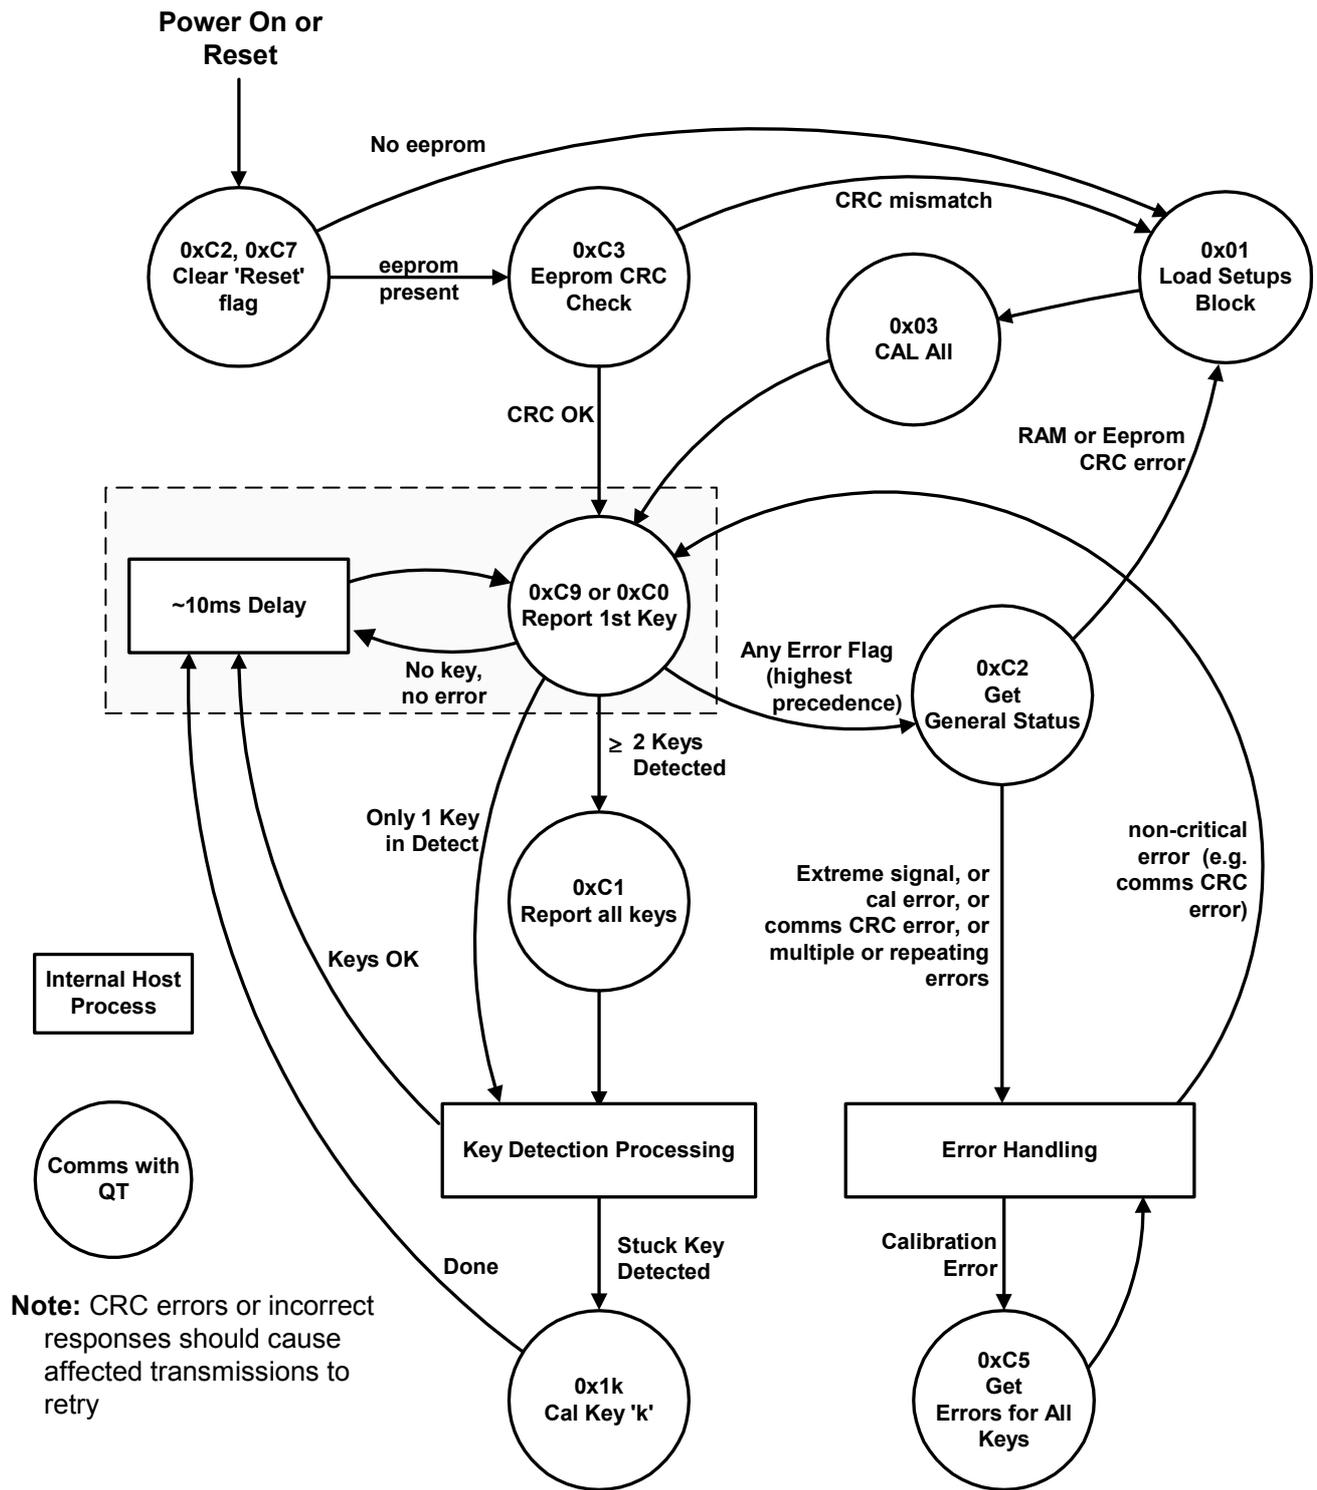 Power On or
Reset
No eeprom
CRC mismatch
0xC2, 0xC7
Clear 'Reset'
flag
eeprom
present
0xC3
Eeprom CRC
Check
0x01
Load Setups
Block
0x03
CAL All
CRC OK
RAM or Eeprom
CRC error
~10ms Delay
0xC9 or 0xC0
Report 1st Key
No key,
no error
Any Error Flag
(highest
precedence)
0xC2
Get
General Status
≥ 2 Keys
Detected
Only 1 Key
in Detect
0xC1
Report all keys
Extreme signal, or
cal error, or
comms CRC error, or
multiple or repeating
errors
non-critical
error (e.g.
comms CRC
error)
Keys OK
Internal Host
Process
Key Detection Processing
Error Handling
Comms with
QT
Done
Stuck Key
Detected
Calibration
Error
Note: CRC errors or incorrect
responses should cause
affected transmissions to
retry
0x1k
Cal Key 'k'
0xC5
Get
Errors for All
Keys